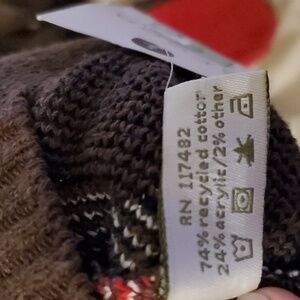 RN 117482
74% recycled cotton
24% acrylic/2% other